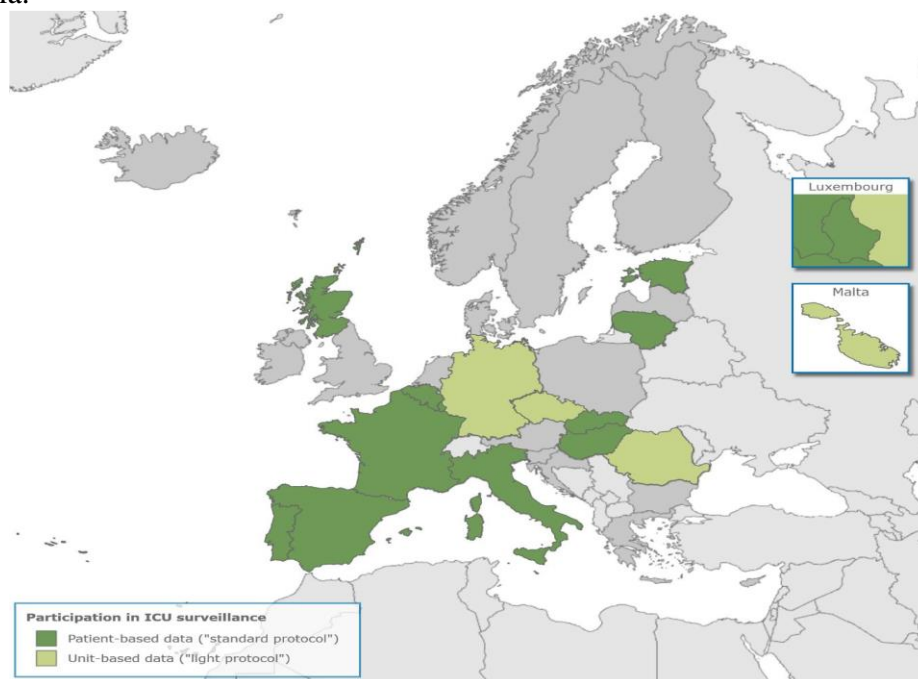 Luxembourg
Malta
Participation in ICU surveillance
Patient-based data ("standard protocol")
Unit-based data ("light protocol")